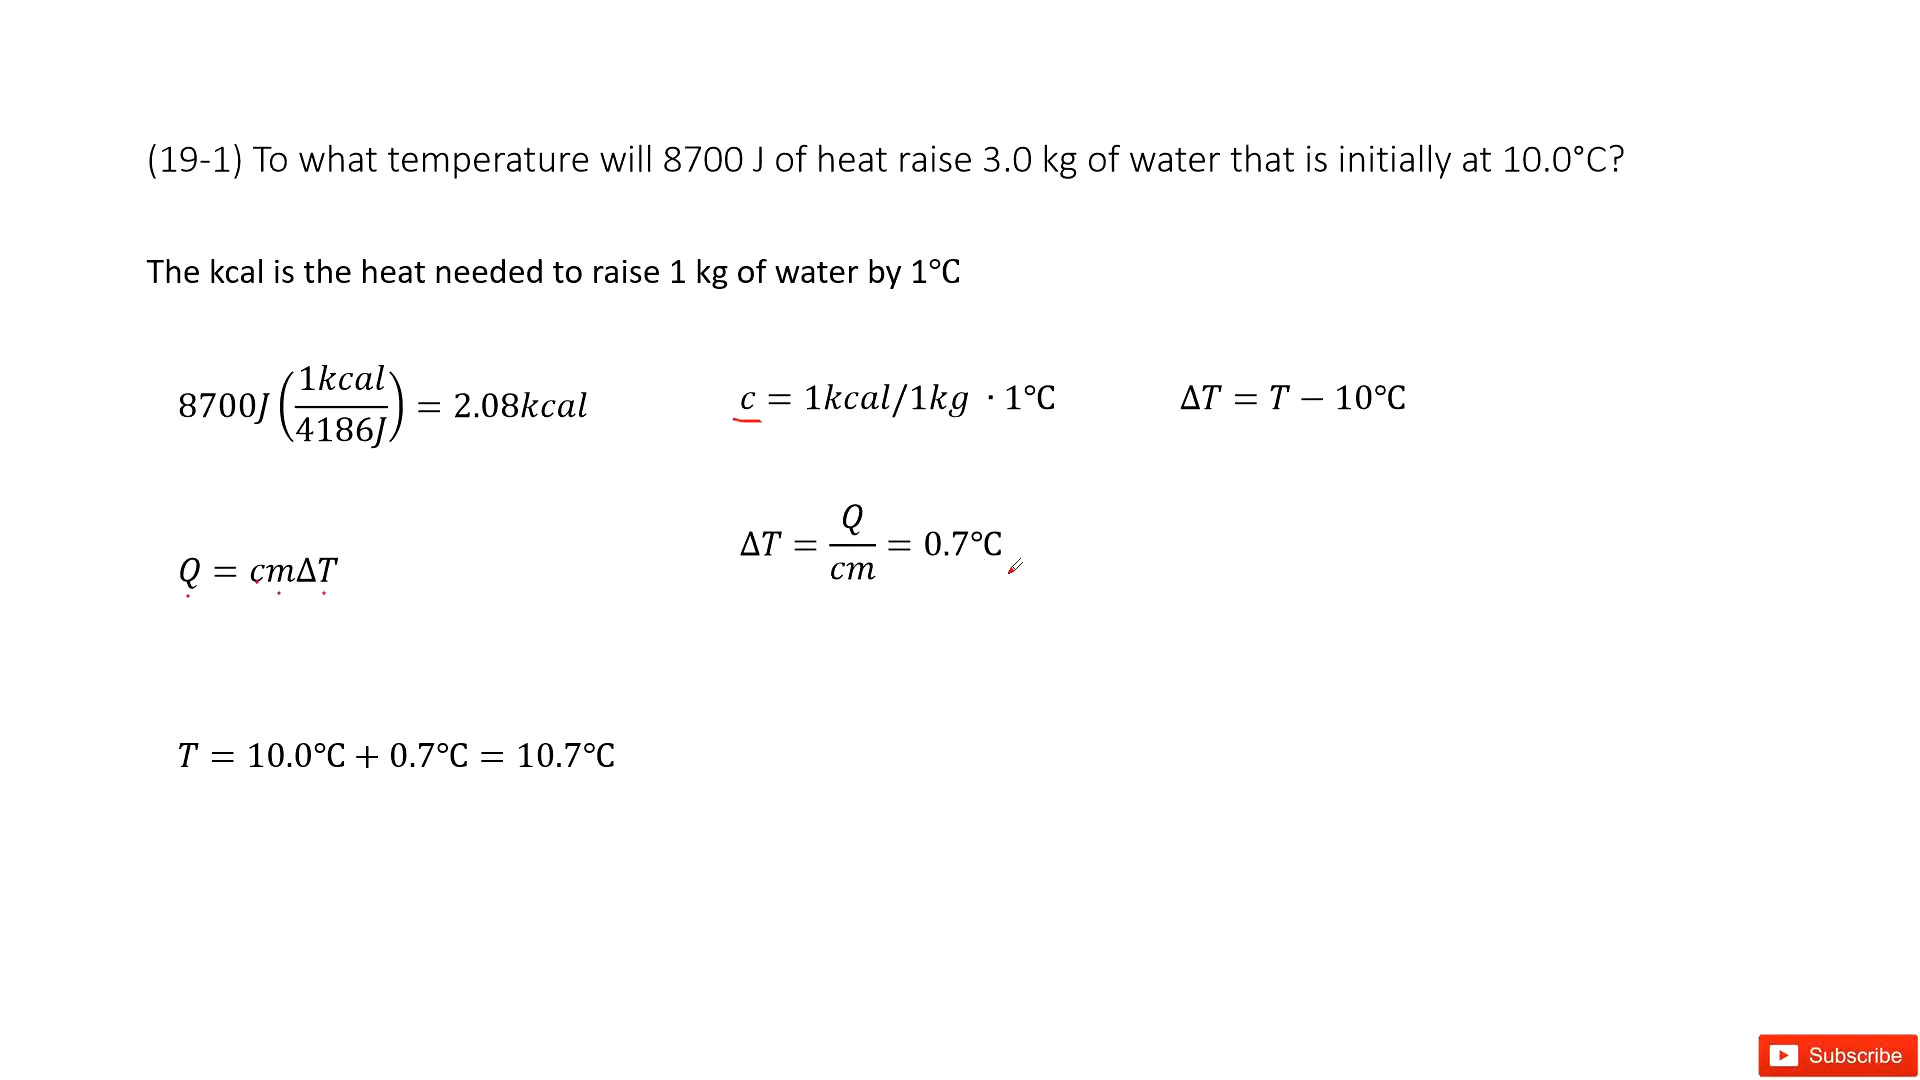 (19-1) To what temperature will 8700 J of heat raise 3.0 kg of water that is initially at 10.0°C?
The kcal is the heat needed to raise 1 kg of water by 1°C
8700J(1kcal/4186J) = 2.08kcal
c = 1kcal/1kg · 1℃
ΔT = T − 10℃
Q = cmΔT
ΔT = Q/cm = 0.7℃
T = 10.0℃ + 0.7℃ = 10.7℃
Subscribe